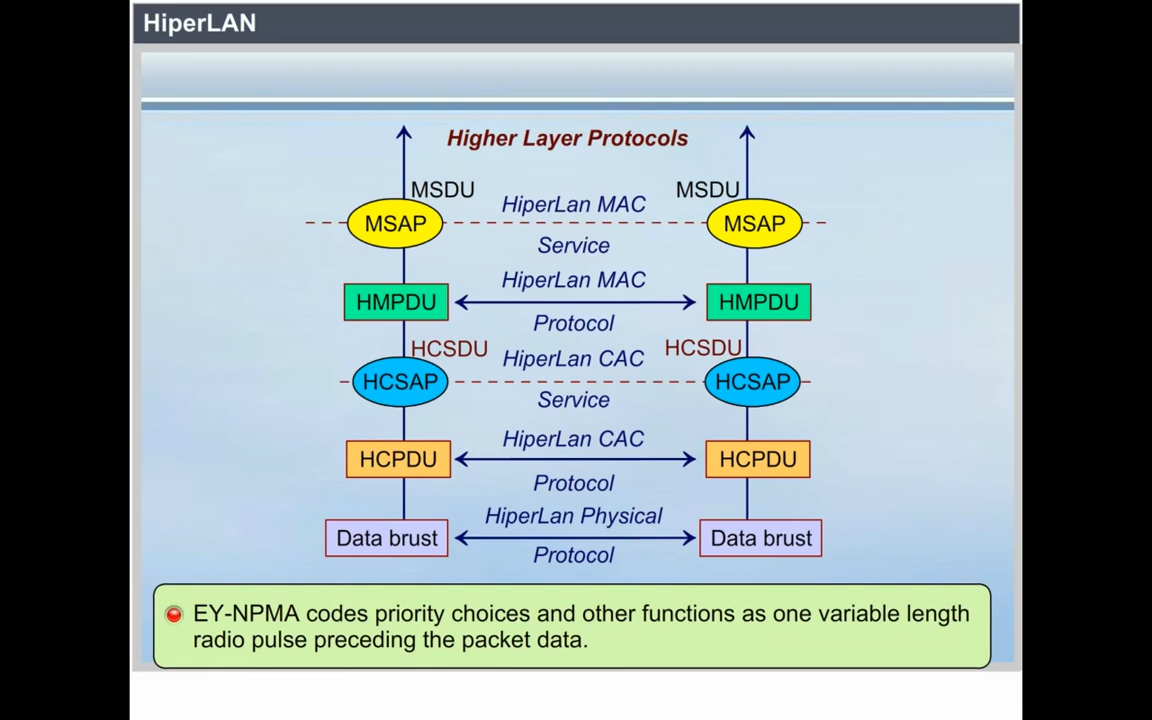 HiperLAN
Higher Layer Protocols
MSDU MSDU
HiperLan MAC
MSAP MSAP
Service
HiperLan MAC
HMPDU HMPDU
Protocol
HCSDU HCSDU
HiperLan CAC
HCSAP HCSAP
Service
HiperLan CAC
HCPDU HCPDU
Protocol
HiperLan Physical
Data brust Data brust
Protocol
EY-NPMA codes priority choices and other functions as one variable length
radio pulse preceding the packet data.